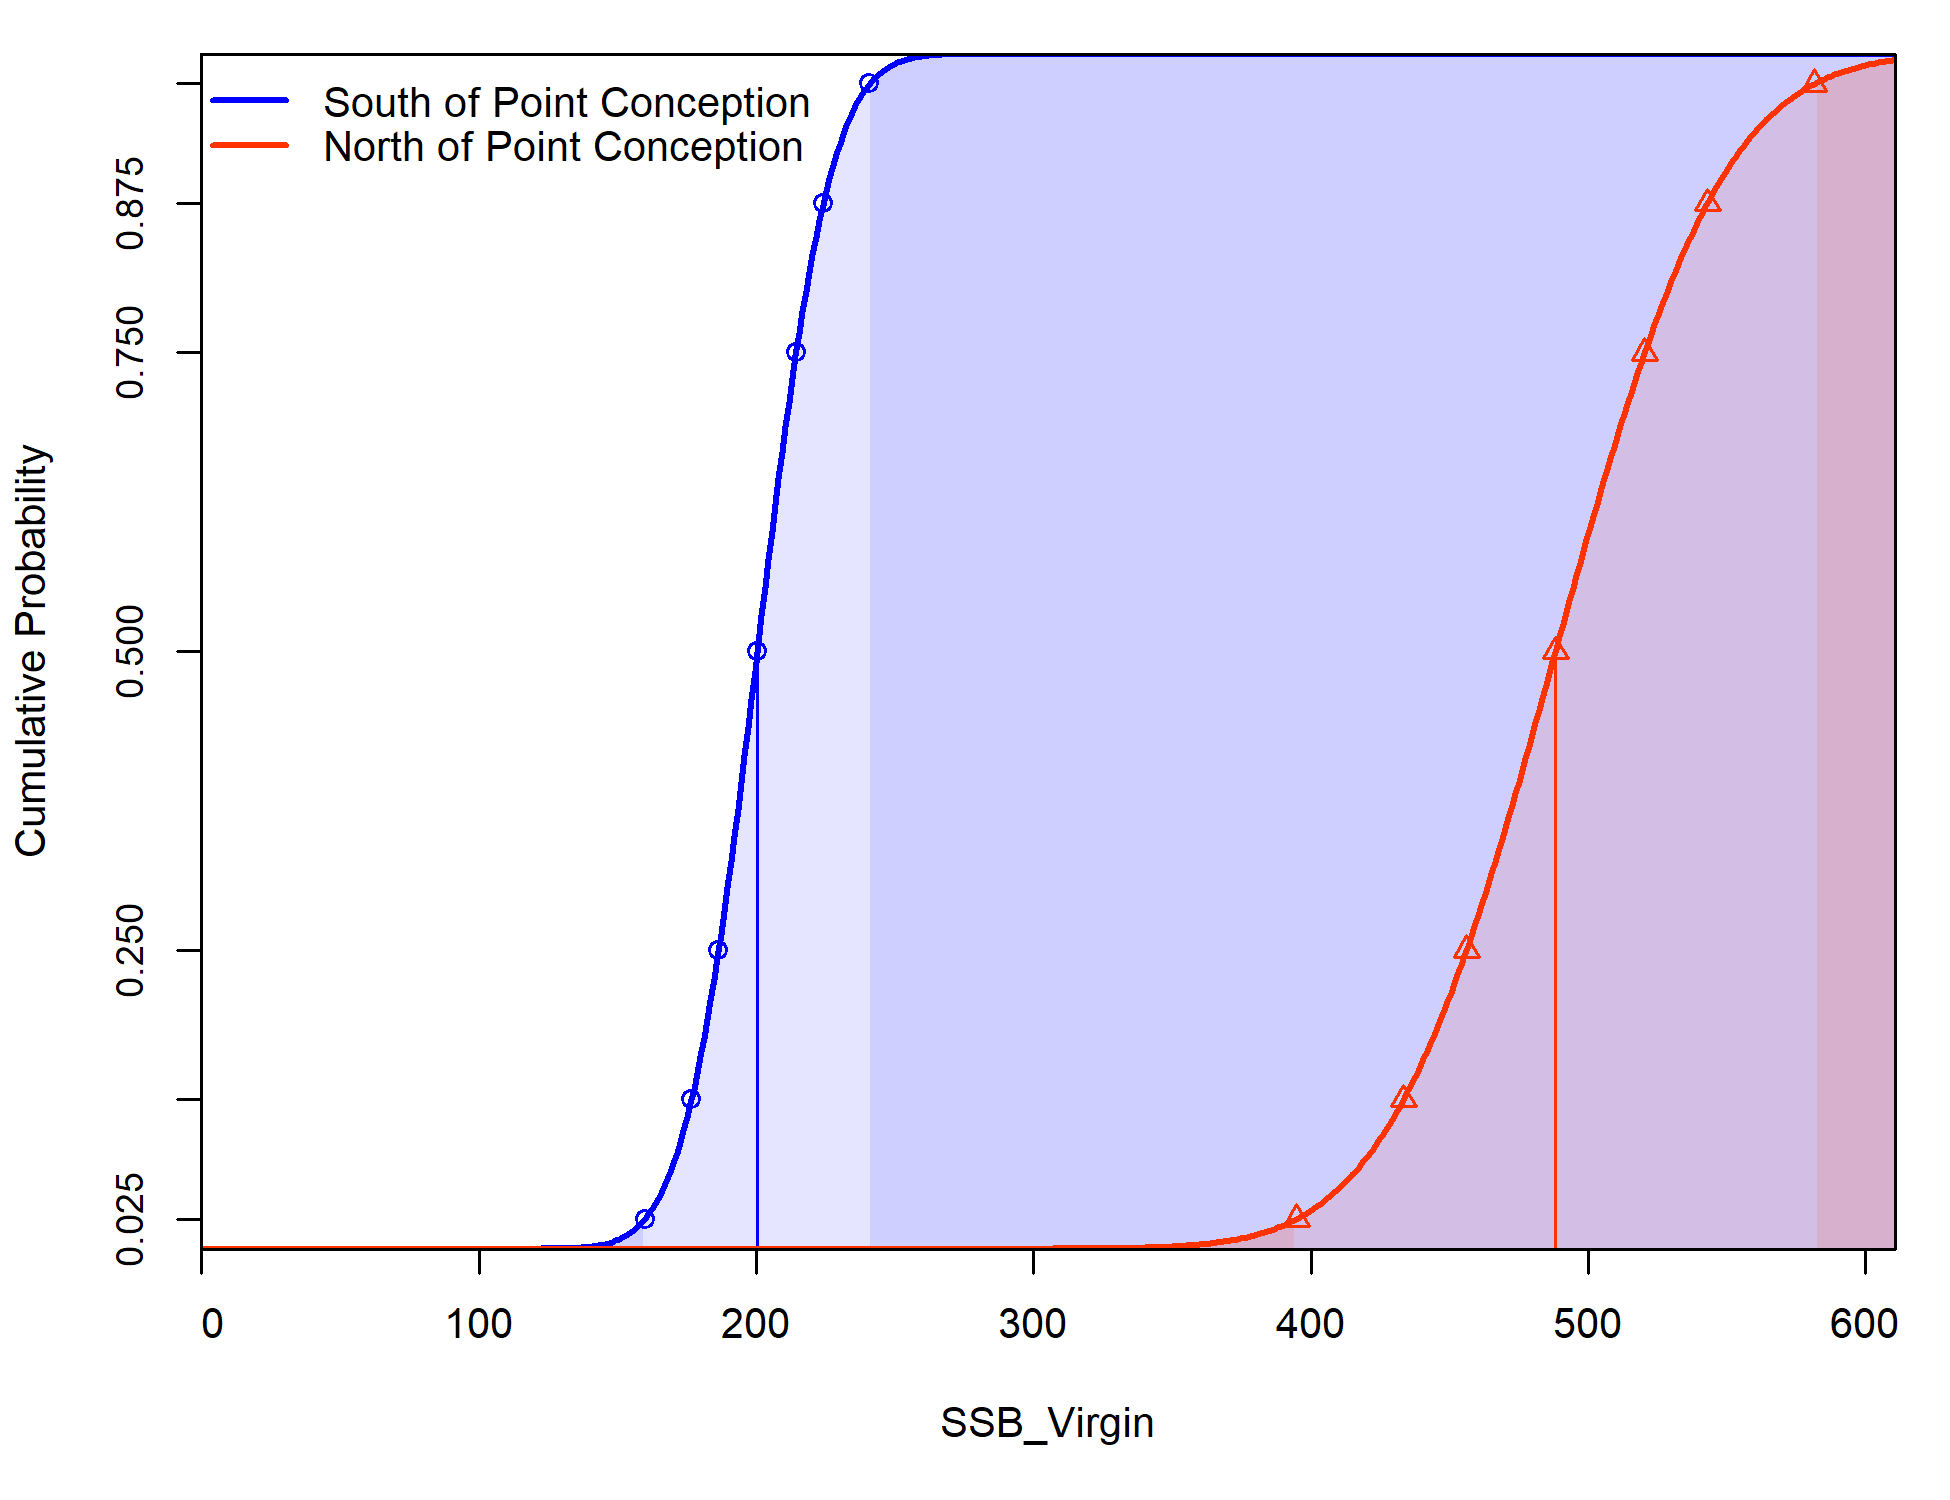 South of Point Conception
North of Point Conception
Cumulative Probability
0.875
0.750
0.500
0.250
0.025
0 100 200 300 400 500 600
SSB_Virgin